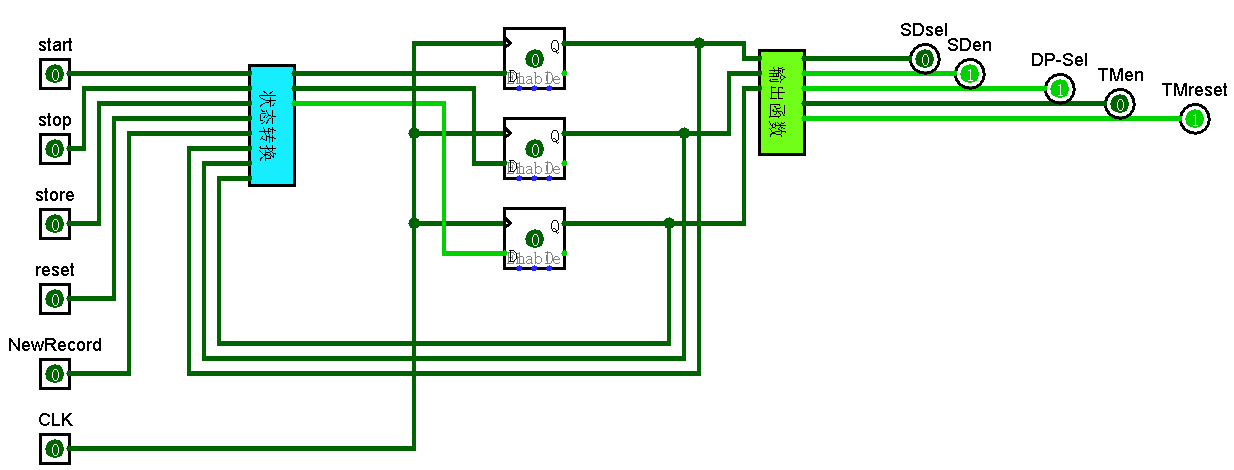 start
0
stop
0
store
0
reset
0
NewRecord
0
CLK
0
状态转换
Q
0
D
Q
0
D
Q
0
D
输出函数
SDsel
0
SDen
1
DP-Sel
1
TMen
0
TMreset
1